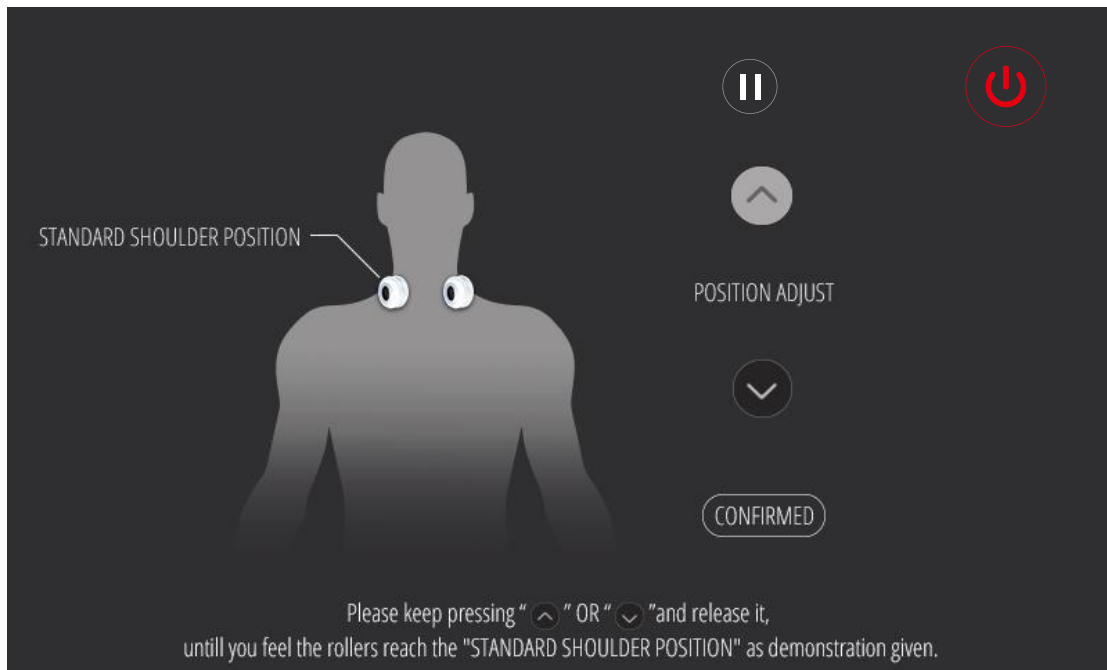 STANDARD SHOULDER POSITION
POSITION ADJUST
CONFIRMED
Please keep pressing “ ” OR “ ”and release it,
untill you feel the rollers reach the "STANDARD SHOULDER POSITION" as demonstration given.